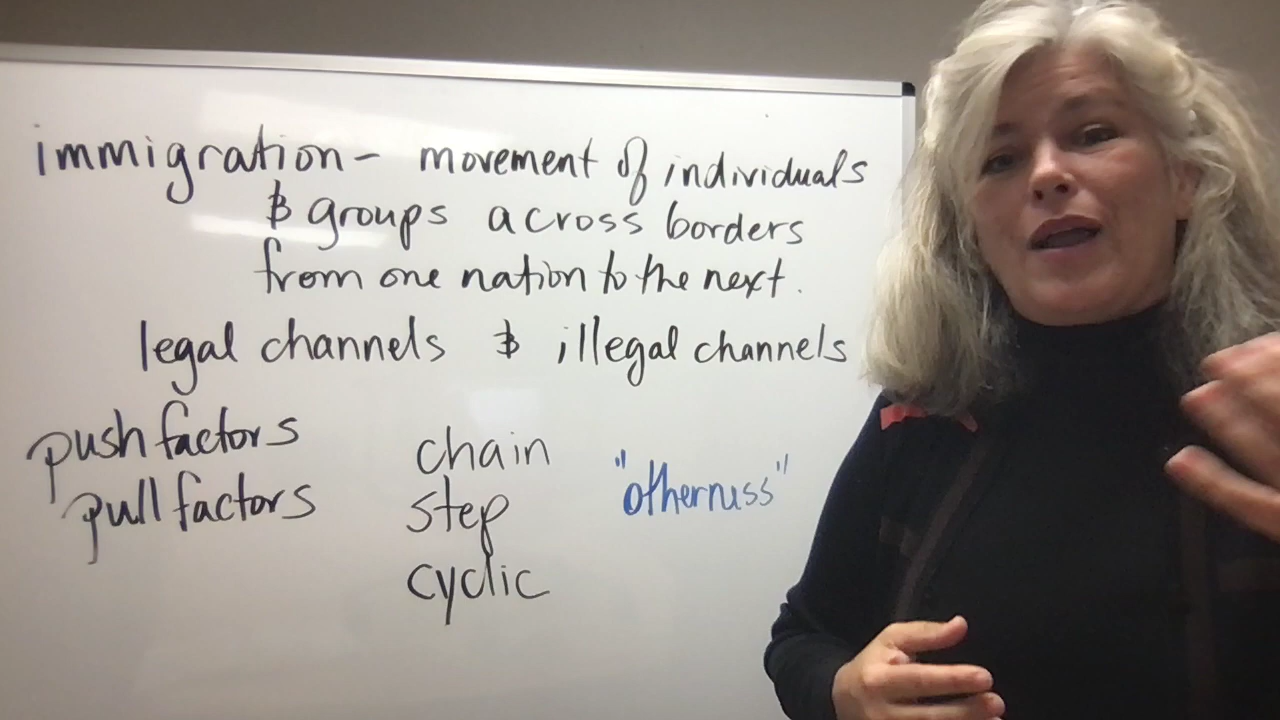 immigration - movement of individuals
& groups across borders
from one nation to the next.
legal channels & illegal channels
push factors
pull factors
chain
step
cyclic
"otherness"